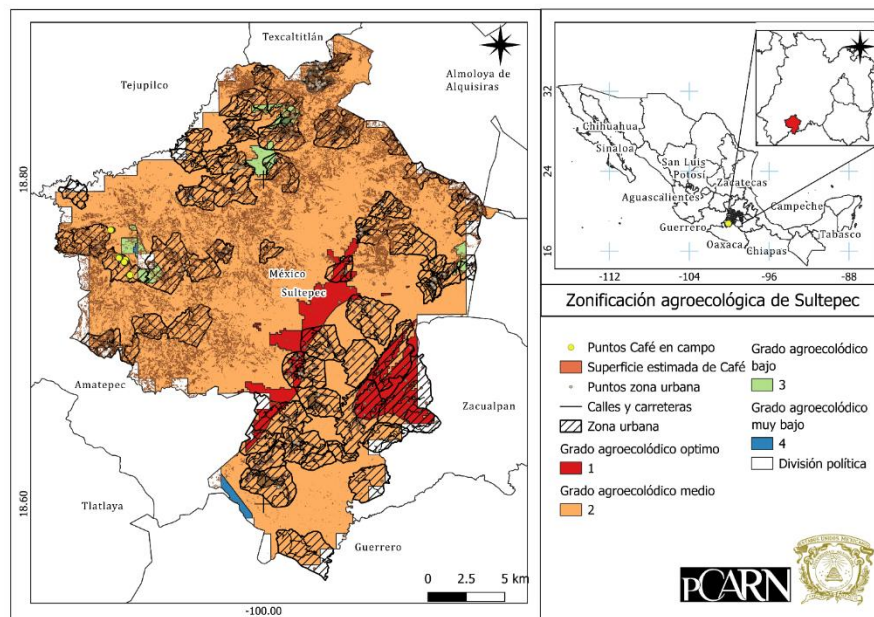 Texcaltitlán
Tejupilco
Almoloya de
Alquisiras
18.80
México
Sultepec
Amatepec
Zacualpan
18.60
Tlatlaya
Guerrero
0 2.5 5 km
-100.00
32
24
16
Chihuahua
Sinaloa
San Luis
Potosí
Zacatecas
Aguascalientes
Campeche
Guerrero
Tabasco
Oaxaca
Chiapas
-112 -104 -96 -88
Zonificación agroecológica de Sultepec
Puntos Café en campo
Superficie estimada de Café
Puntos zona urbana
Calles y carreteras
Zona urbana
Grado agroecológico optimo
1
Grado agroecológico medio
2
Grado agroecológico
bajo
3
Grado agroecológico
muy bajo
4
División política
pCARN